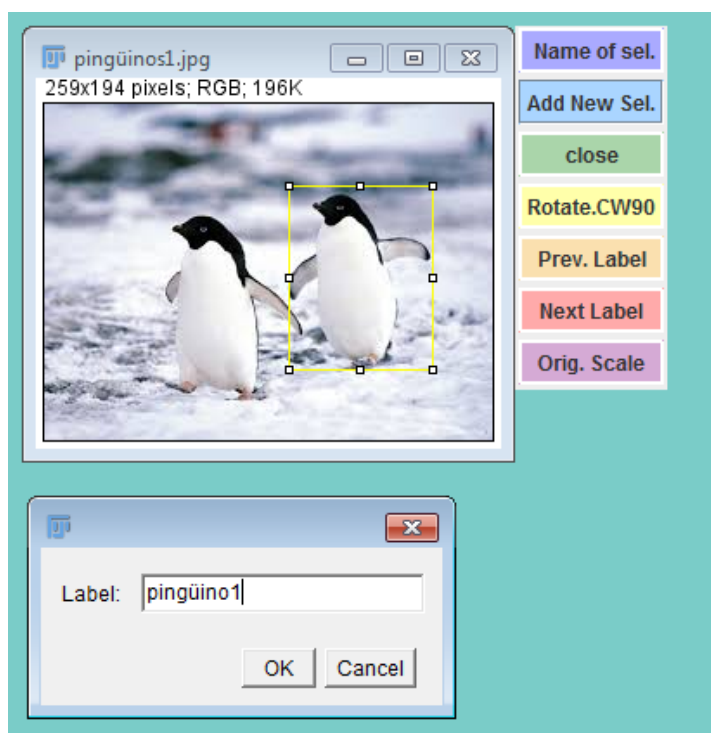 pingüinos1.jpg
259x194 pixels; RGB; 196K
Name of sel.
Add New Sel.
close
Rotate.CW90
Prev. Label
Next Label
Orig. Scale
Label: pingüino1
OK Cancel